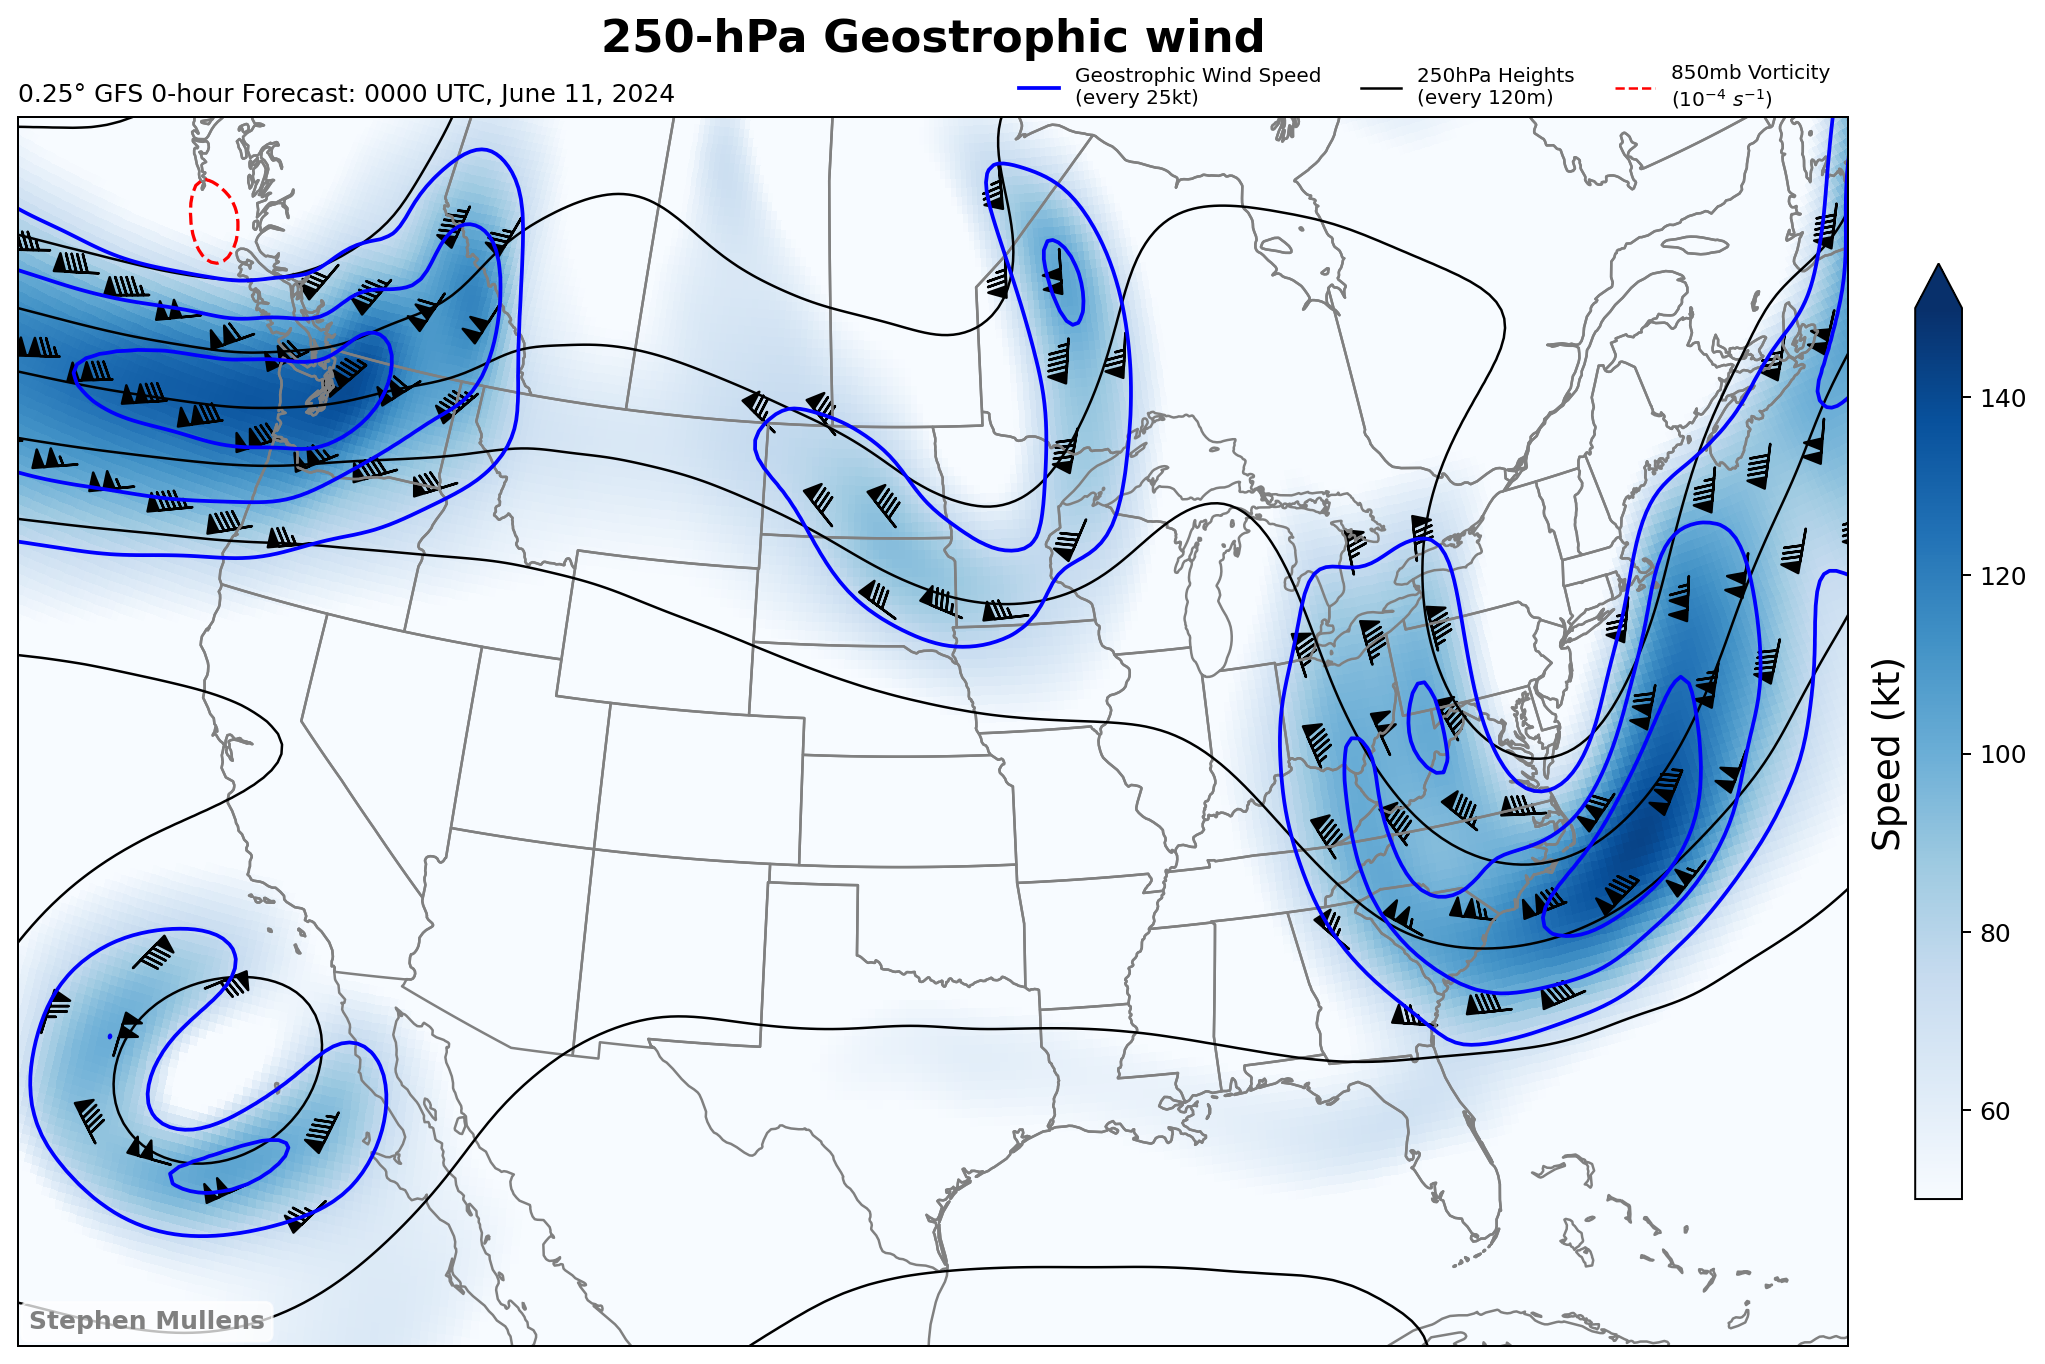 250-hPa Geostrophic wind
0.25° GFS 0-hour Forecast: 0000 UTC, June 11, 2024
Geostrophic Wind Speed
(every 25kt)
250hPa Heights
(every 120m)
850mb Vorticity
(10⁻⁴ s⁻¹)
140
120
100
80
60
Speed (kt)
Stephen Mullens